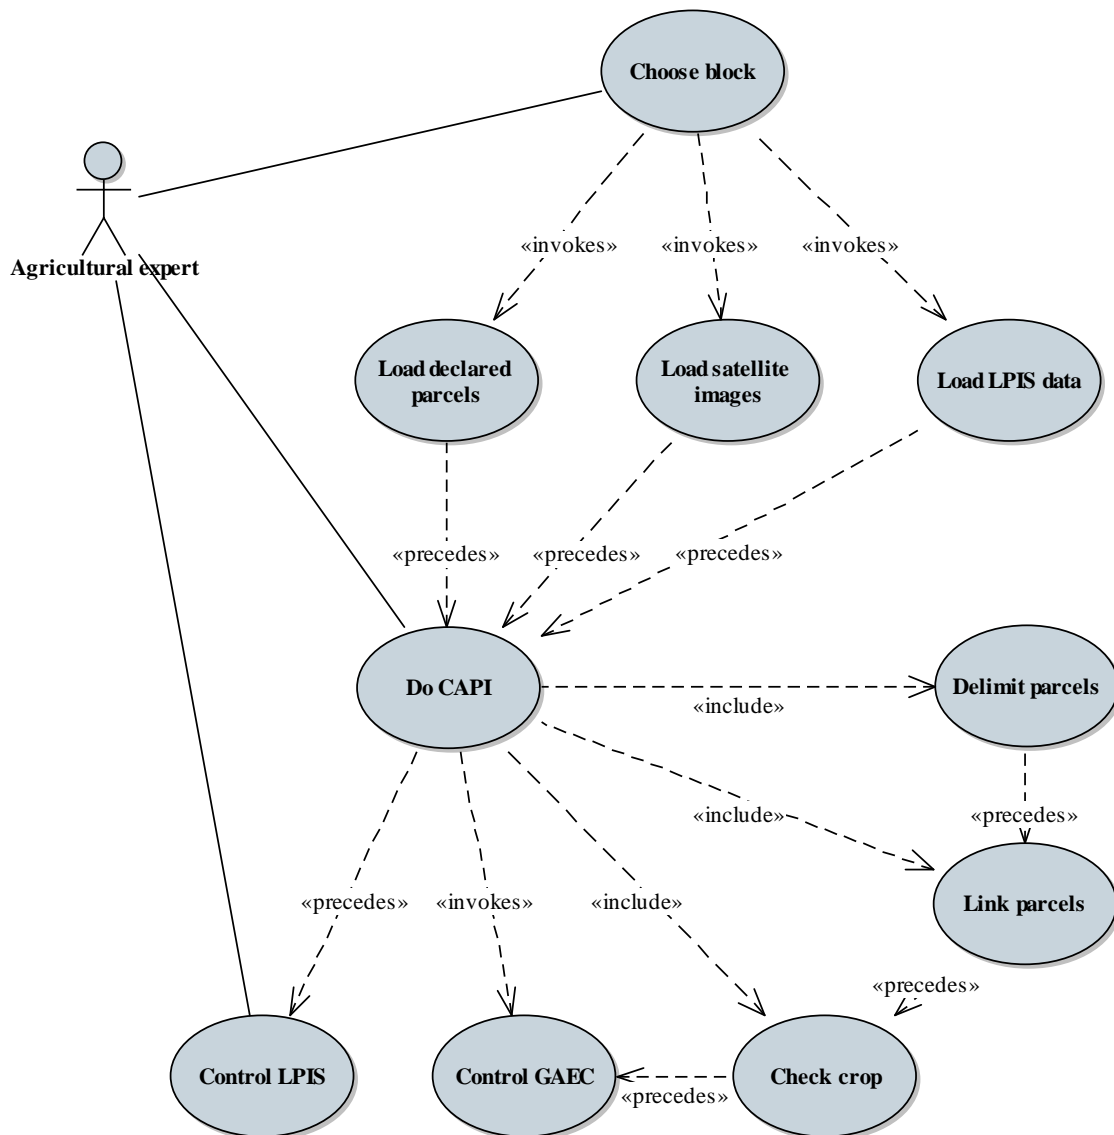 Choose block
Agricultural expert
«invokes»
«invokes»
«invokes»
Load declared
parcels
Load satellite
images
Load LPIS data
«precedes»
«precedes»
«precedes»
Do CAPI
Delimit parcels
«include»
«include»
«precedes»
«precedes»
«invokes»
«include»
Link parcels
«precedes»
Control LPIS
Control GAEC
Check crop
«precedes»